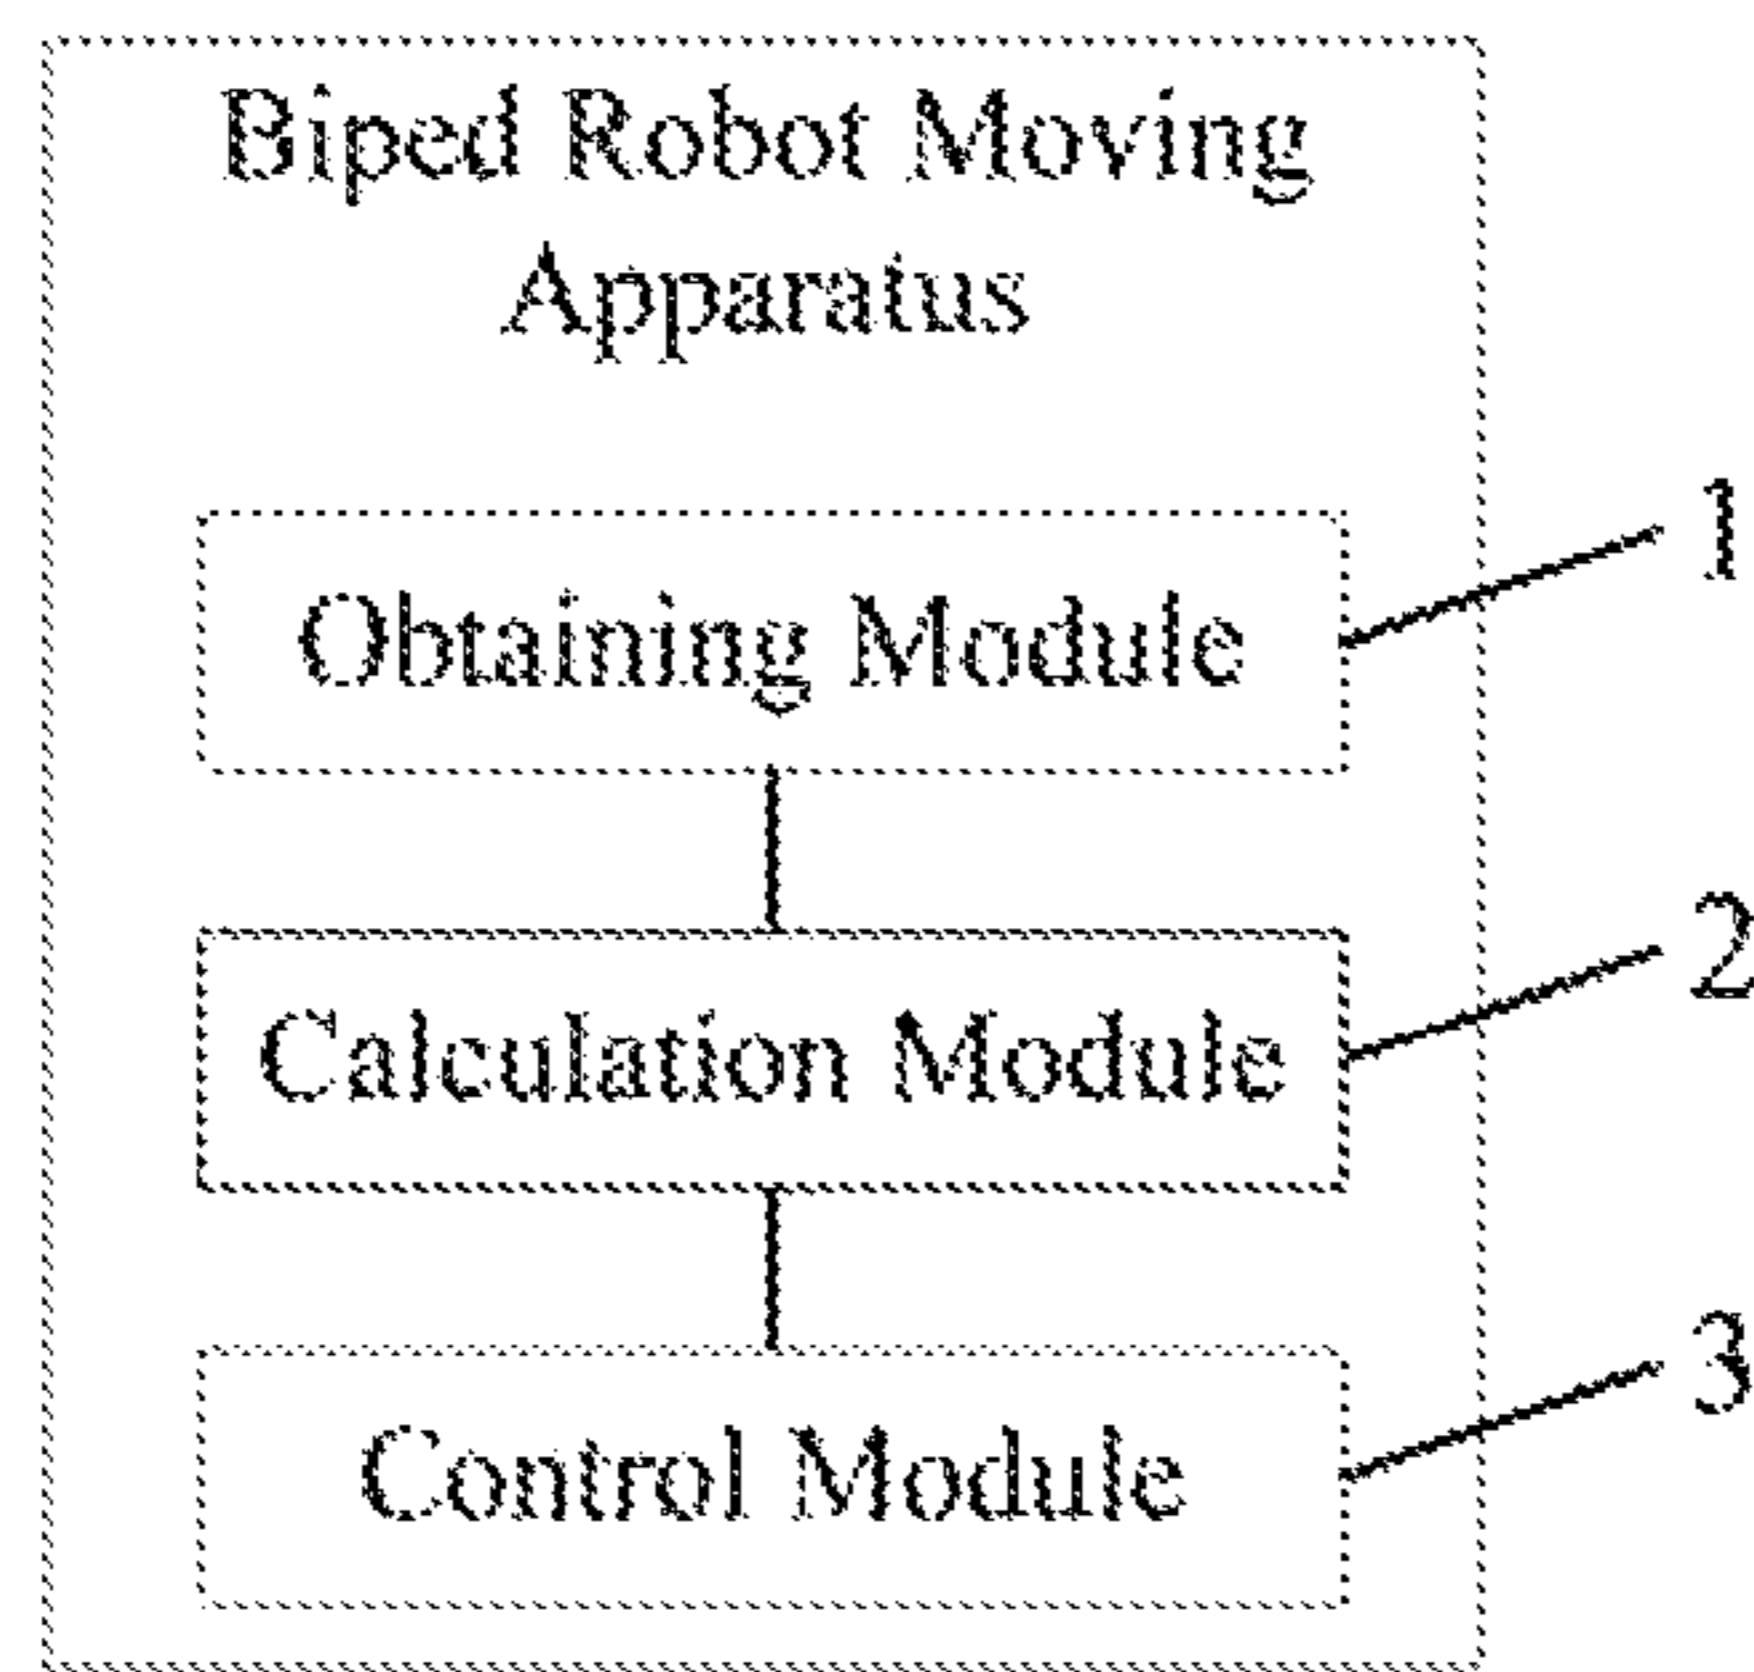 Biped Robot Moving
Apparatus
Obtaining Module
1
Calculation Module
2
Control Module
3